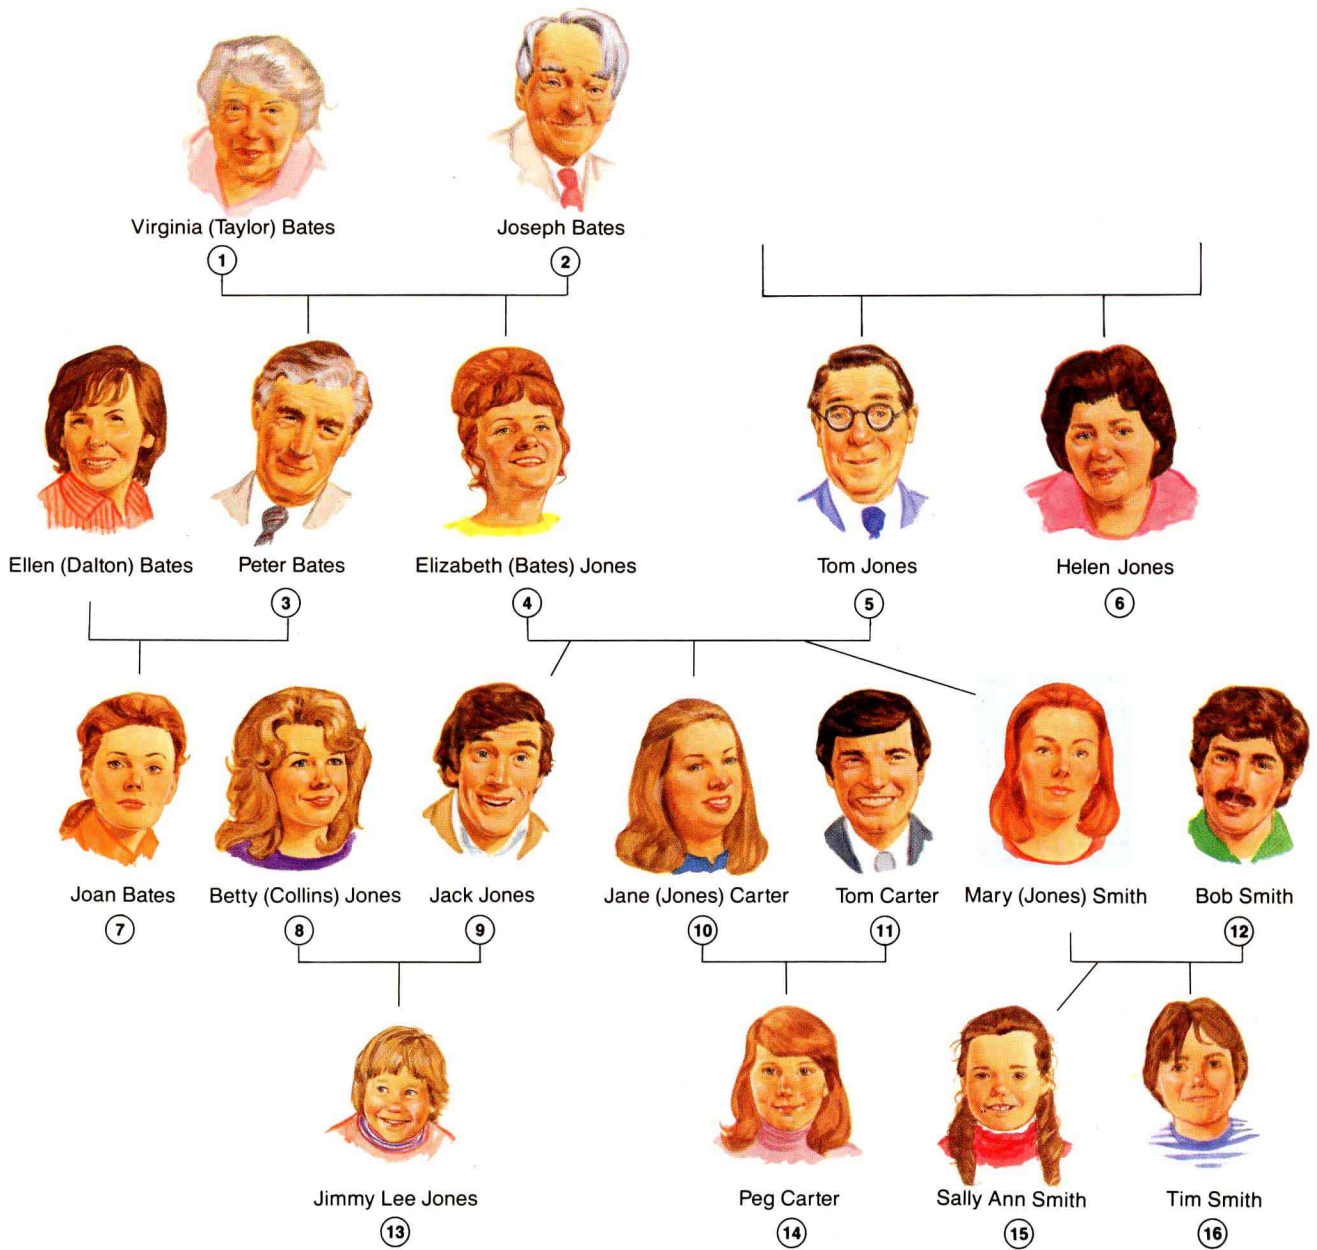 Virginia (Taylor) Bates
Joseph Bates
1
2
Ellen (Dalton) Bates
Peter Bates
Elizabeth (Bates) Jones
Tom Jones
Helen Jones
3
4
5
6
Joan Bates
Betty (Collins) Jones
Jack Jones
Jane (Jones) Carter
Tom Carter
Mary (Jones) Smith
Bob Smith
7
8
9
10
11
12
Jimmy Lee Jones
Peg Carter
Sally Ann Smith
Tim Smith
13
14
15
16